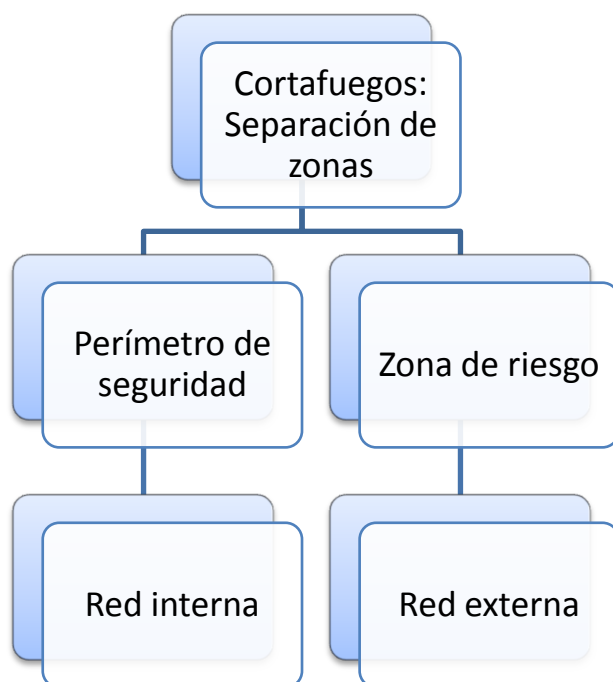 Cortafuegos:
Separación de
zonas
Perímetro de
seguridad
Zona de riesgo
Red interna
Red externa